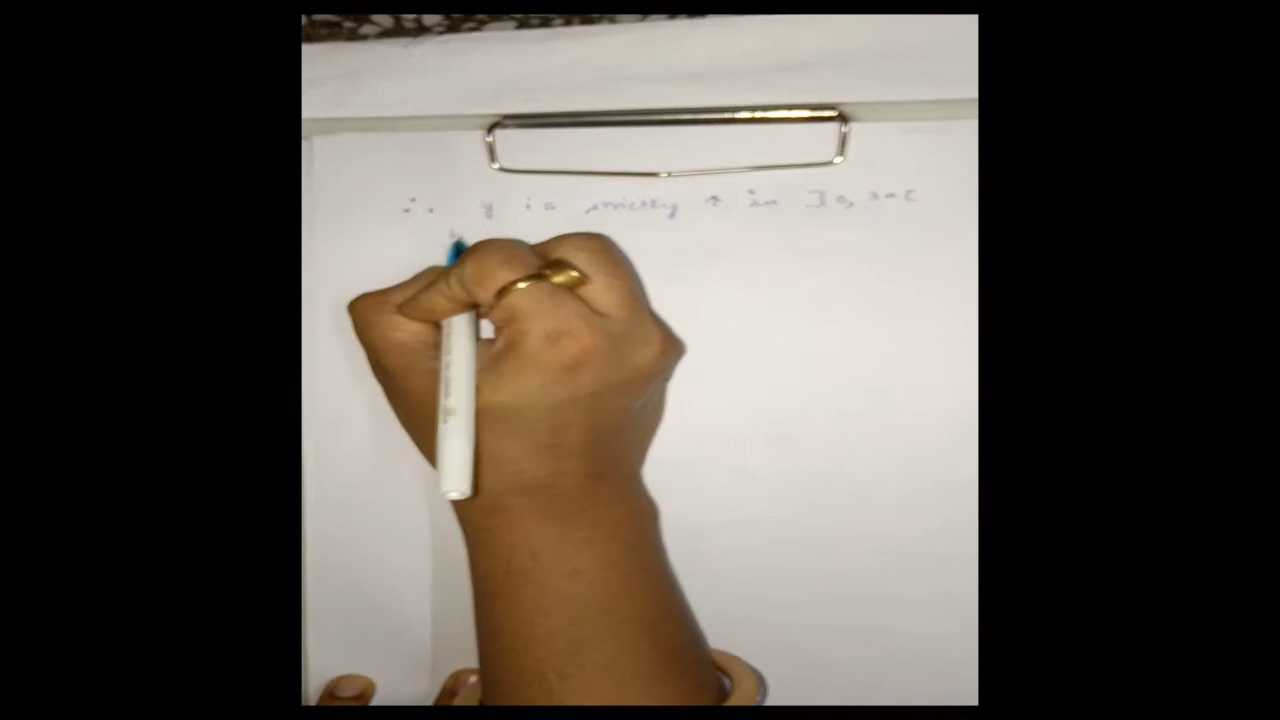 ∴ y is strictly ↑ in ]0, 3π[